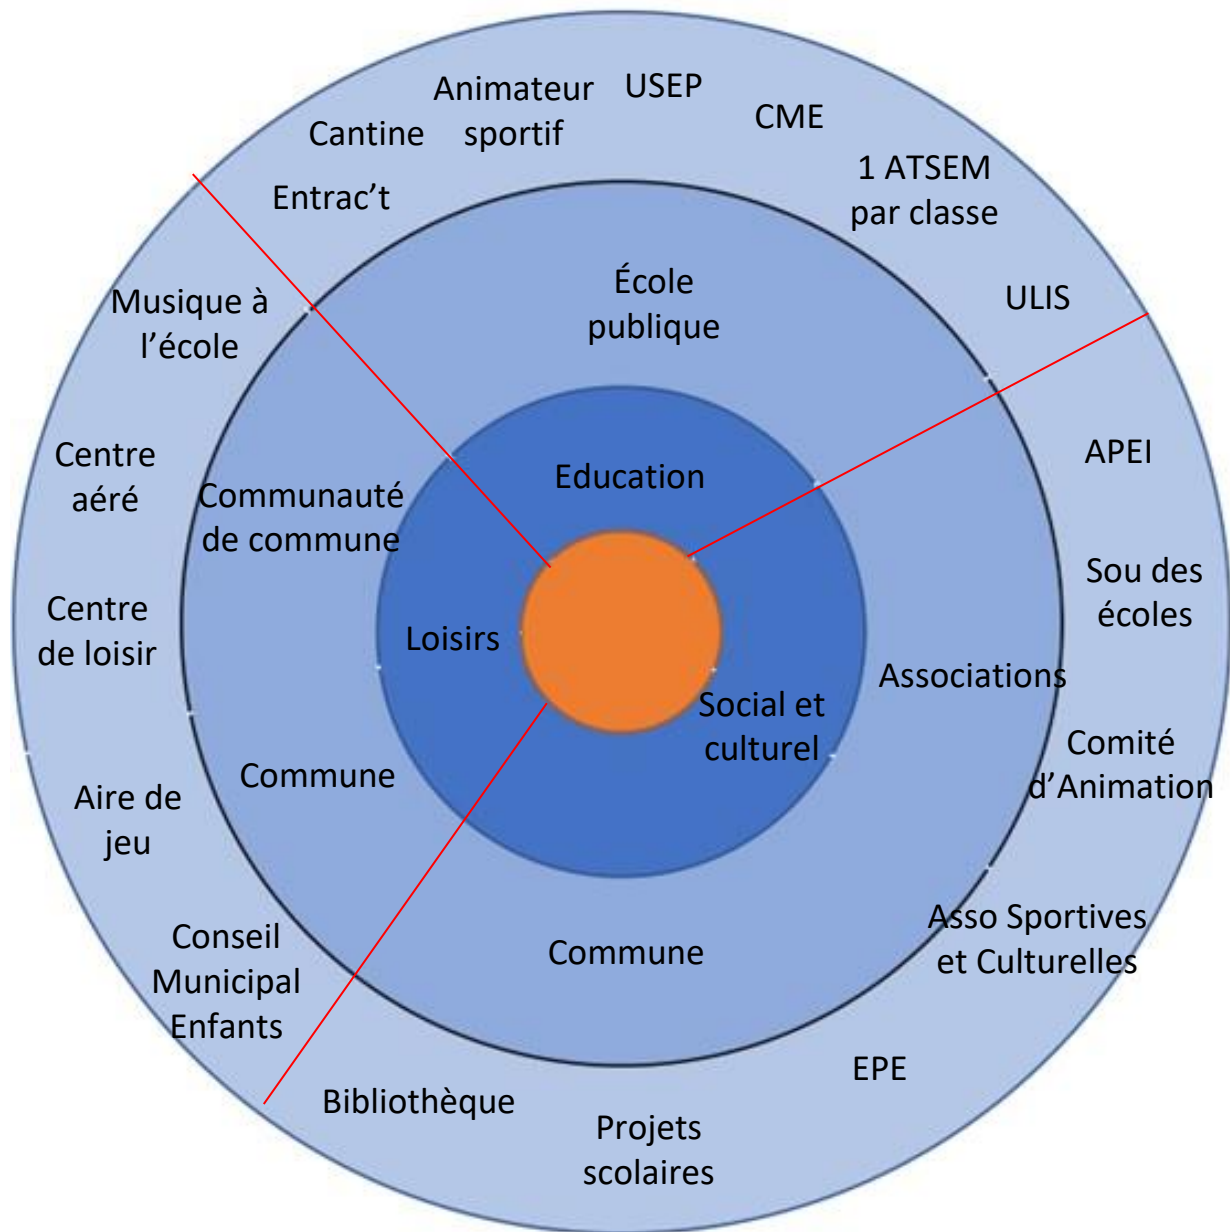 USEP
Animateur
sportif
CME
Cantine
1 ATSEM
par classe
Entrac’t
École
publique
ULIS
Musique à
l’école
Centre
aéré
Communauté
de commune
Education
APEI
Sou des
écoles
Centre
de loisir
Loisirs
Associations
Social et
culturel
Comité
d’Animation
Commune
Aire de
jeu
Asso Sportives
et Culturelles
Conseil
Municipal
Enfants
Commune
EPE
Bibliothèque
Projets
scolaires